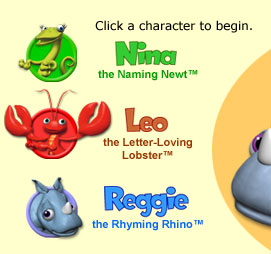 Click a character to begin.
Nina
the Naming Newt™
Leo
the Letter-Loving
Lobster™
Reggie
the Rhyming Rhino™